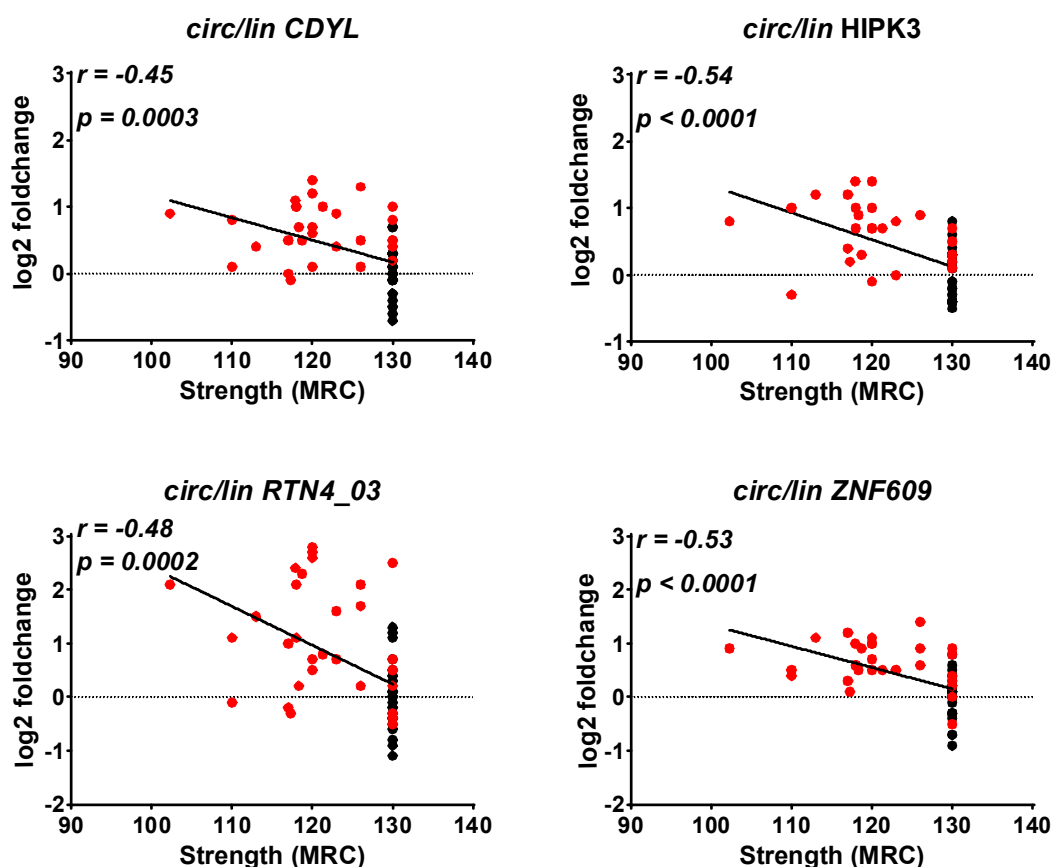 circ/lin CDYL
r = -0.45
p = 0.0003
log2 foldchange
3
2
1
0
-1
90 100 110 120 130 140
Strength (MRC)
circ/lin HIPK3
r = -0.54
p < 0.0001
log2 foldchange
3
2
1
0
-1
90 100 110 120 130 140
Strength (MRC)
circ/lin RTN4_03
r = -0.48
p = 0.0002
log2 foldchange
3
2
1
0
-1
-2
90 100 110 120 130 140
Strength (MRC)
circ/lin ZNF609
r = -0.53
p < 0.0001
log2 foldchange
3
2
1
0
-1
-2
90 100 110 120 130 140
Strength (MRC)